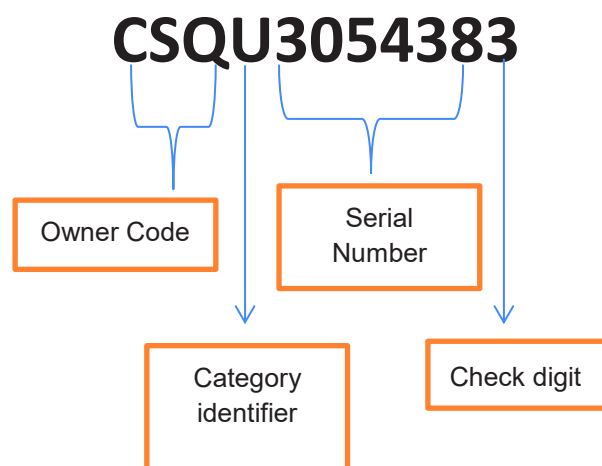 CSQU3054383
Owner Code
Serial
Number
Category
identifier
Check digit